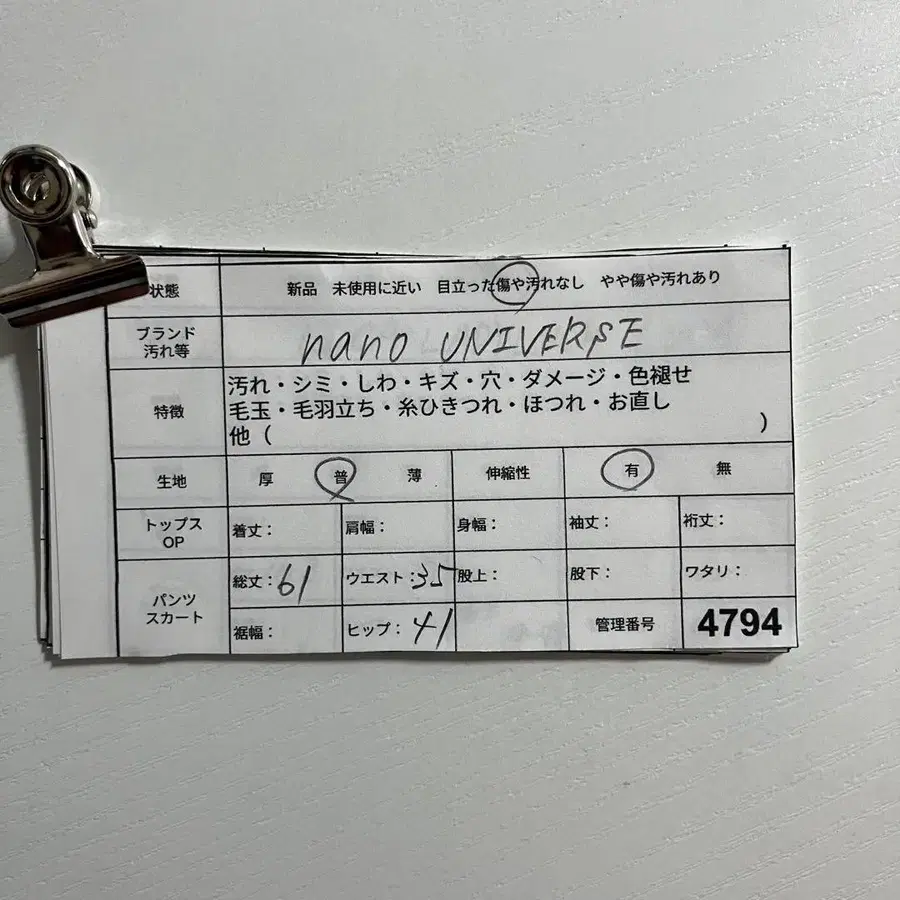 状態 新品 未使用に近い 目立った傷や汚れなし やや傷や汚れあり
ブランド
汚れ等
nano UNIVERSE
特徴
汚れ・シミ・しわ・キズ・穴・ダメージ・色褪せ
毛玉・毛羽立ち・糸ひきつれ・ほつれ・お直し
他（ ）
生地 厚 普 薄 伸縮性 有 無
トップス
OP
着丈： 肩幅： 身幅： 袖丈： 裄丈：
パンツ
スカート
総丈：61 ウエスト：35 股上： 股下： ワタリ：
裾幅： ヒップ：41 管理番号 4794